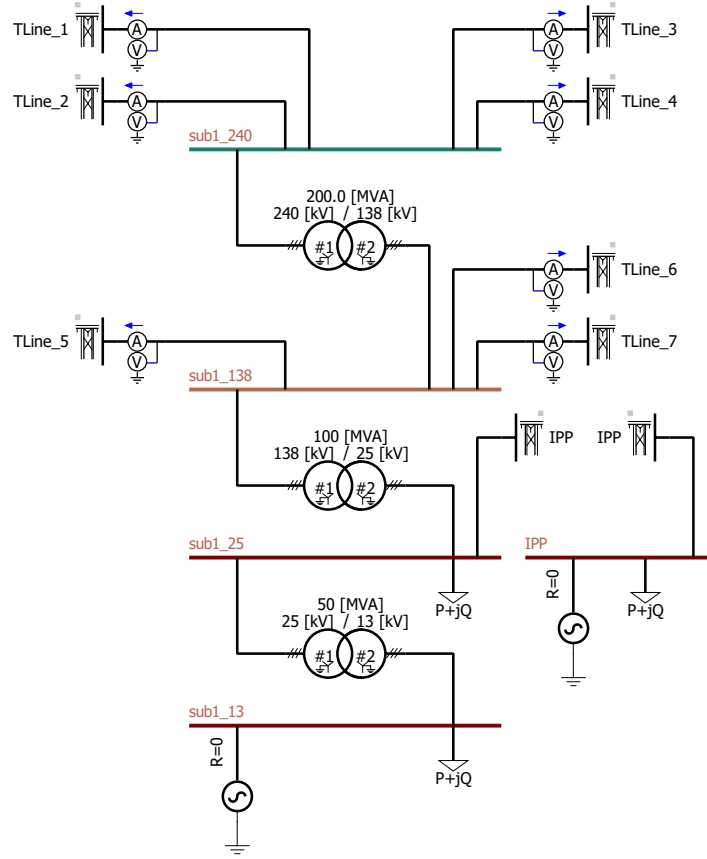 TLine_1
A
V
A
V
TLine_3
TLine_2
A
V
A
V
TLine_4
sub1_240
200.0 [MVA]
240 [kV] / 138 [kV]
#1 #2
A
V
TLine_6
TLine_5
A
V
A
V
TLine_7
sub1_138
100 [MVA]
138 [kV] / 25 [kV]
#1 #2
IPP
IPP
sub1_25
IPP
R=0
P+jQ
P+jQ
50 [MVA]
25 [kV] / 13 [kV]
#1 #2
sub1_13
R=0
P+jQ